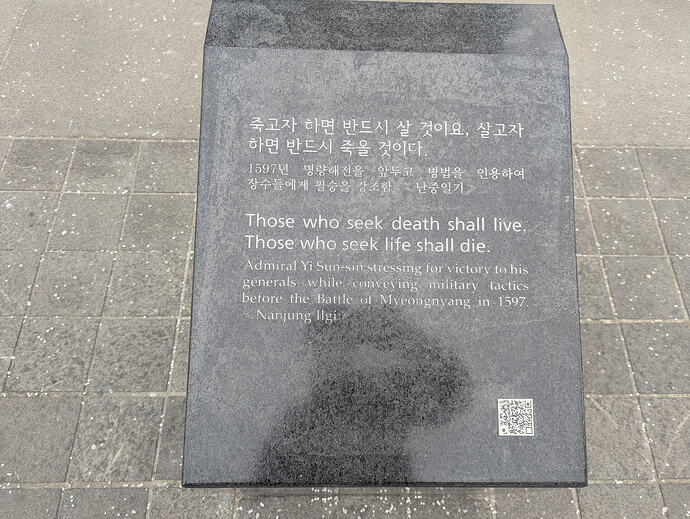 죽고자 하면 반드시 살 것이요, 살고자
하면 반드시 죽을 것이다.
1597년 명량해전을 앞두고 병법을 인용하여
장수들에게 필승을 강조함 《난중일기》
Those who seek death shall live.
Those who seek life shall die.
Admiral Yi Sun-sin stressing for victory to his
generals while conveying military tactics
before the Battle of Myeongnyang in 1597.
《Nanjung Ilgi》